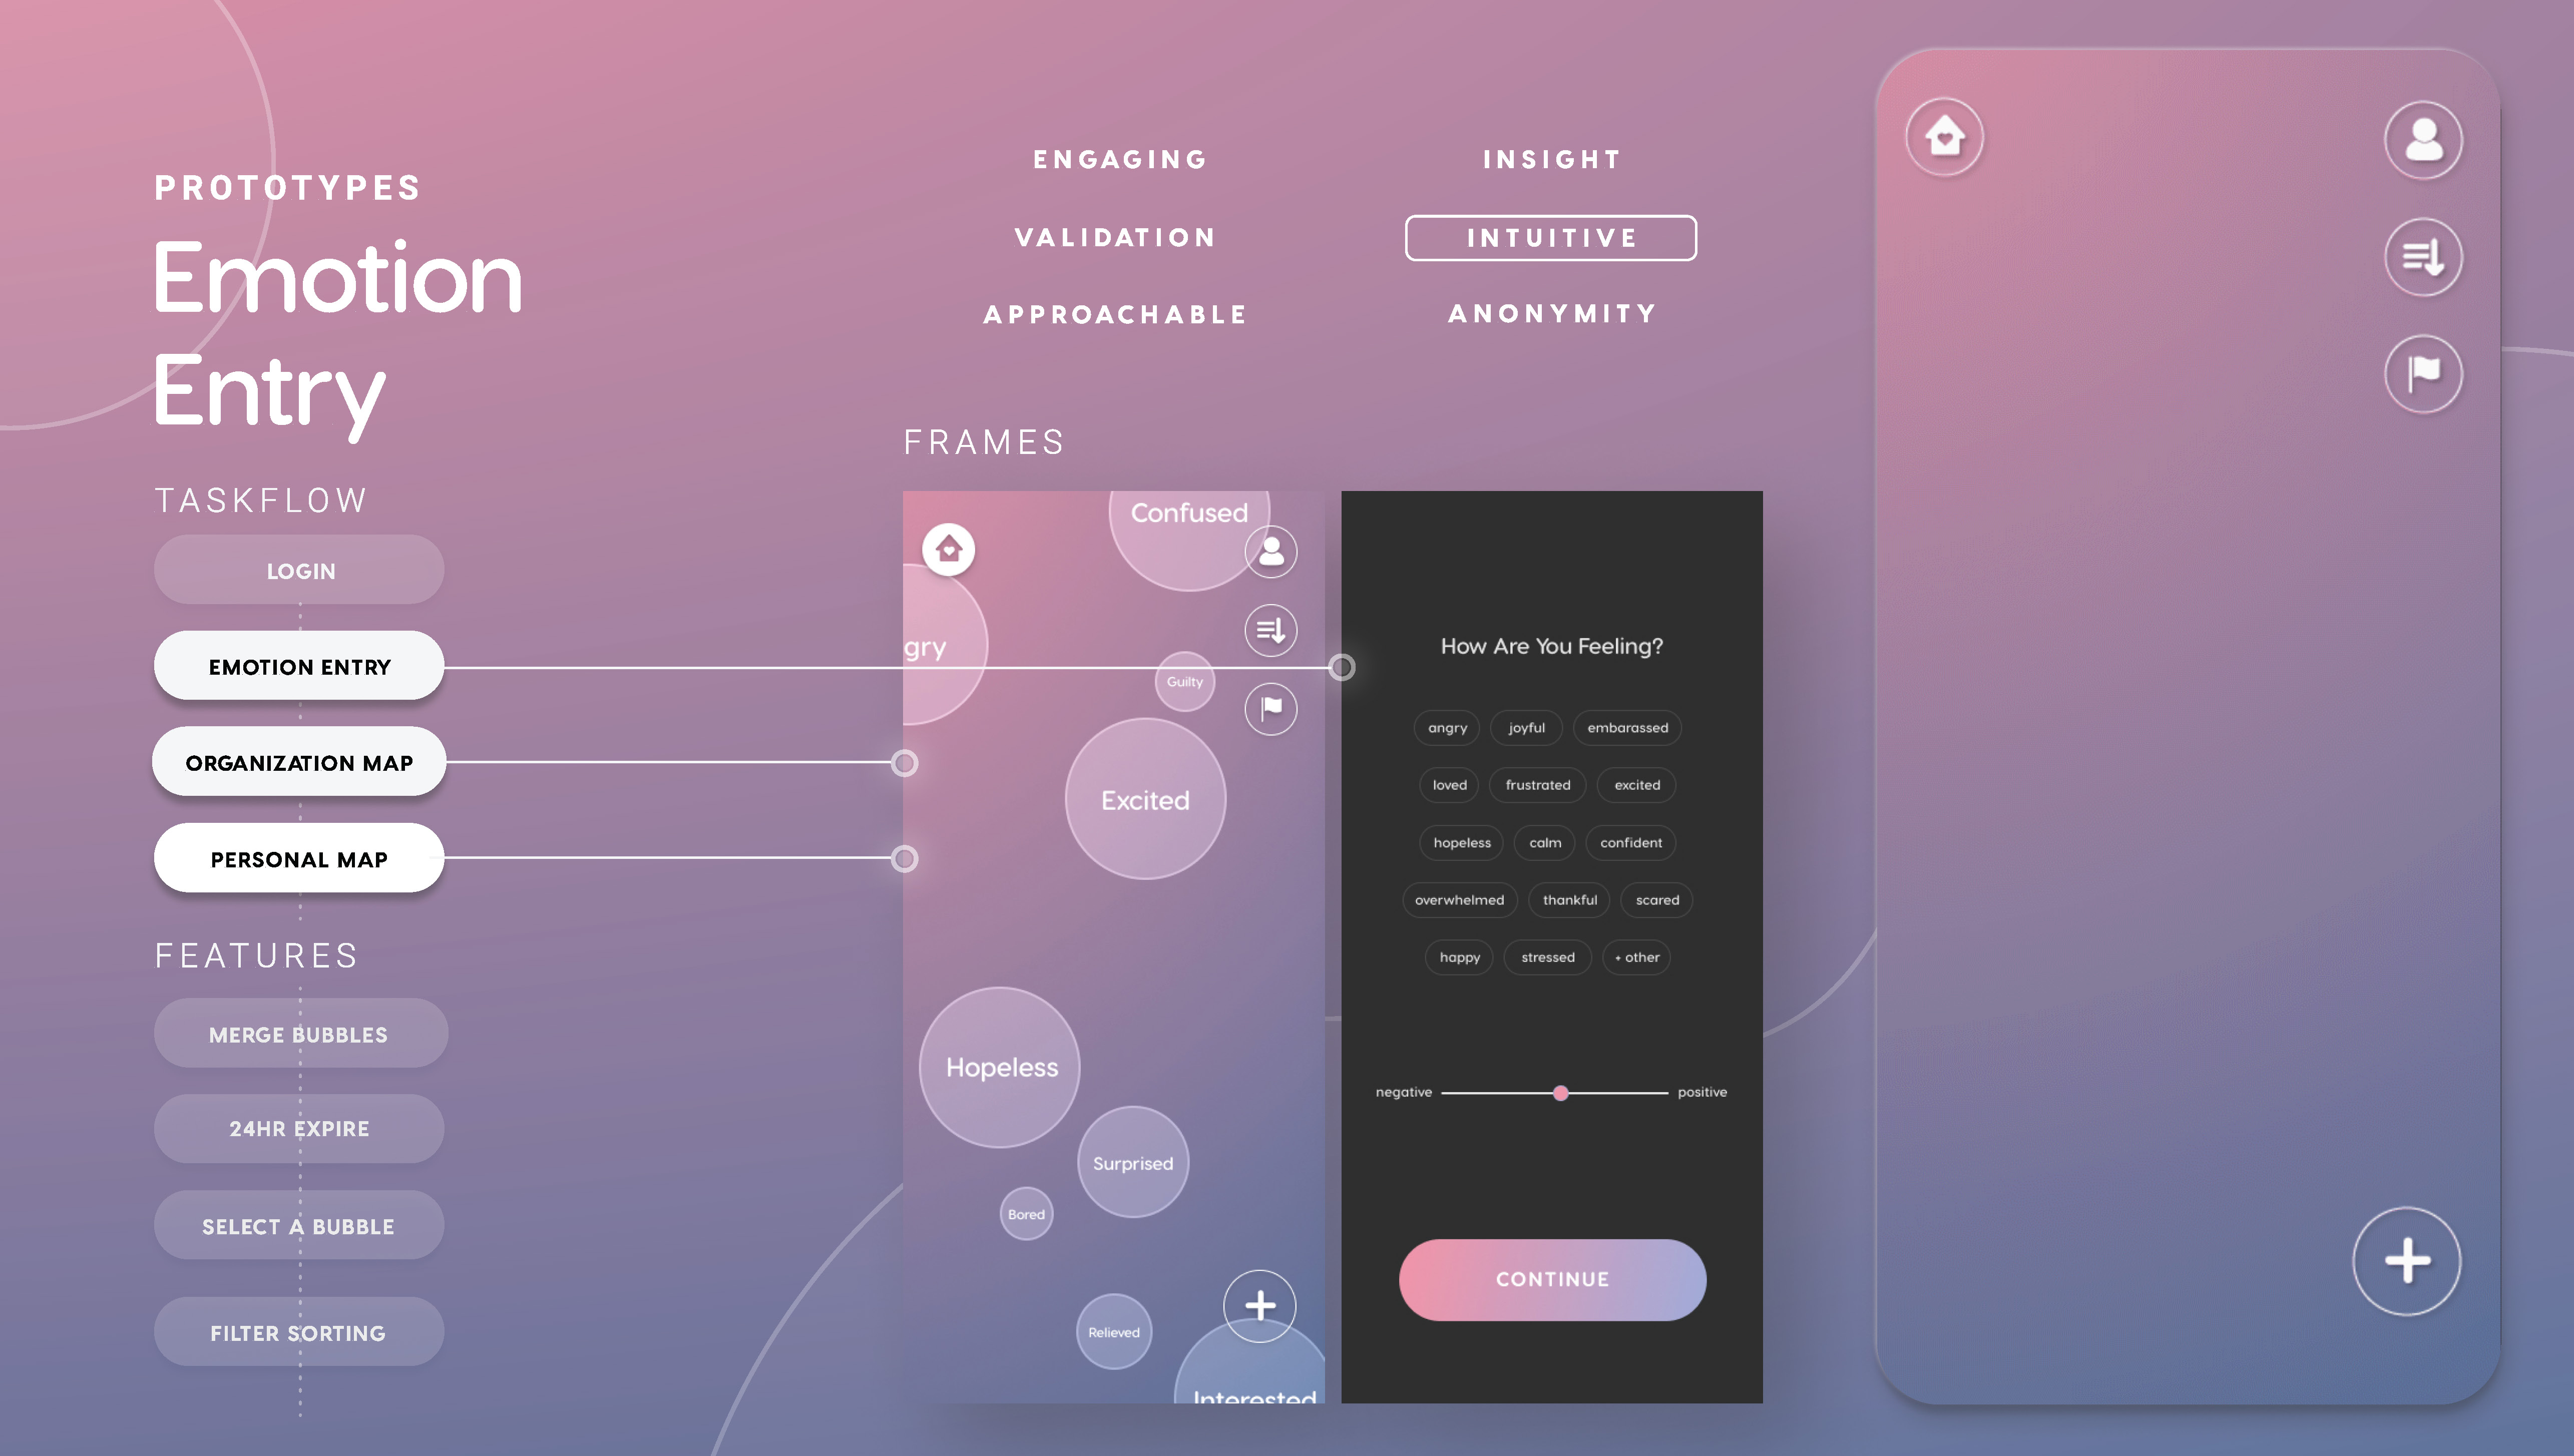 PROTOTYPES
Emotion
Entry
TASKFLOW
LOGIN
EMOTION ENTRY
ORGANIZATION MAP
PERSONAL MAP
FEATURES
MERGE BUBBLES
24HR EXPIRE
SELECT A BUBBLE
FILTER SORTING
ENGAGING
INSIGHT
VALIDATION
INTUITIVE
APPROACHABLE
ANONYMITY
FRAMES
Confused
gry
Guilty
Excited
Hopeless
Surprised
Bored
Relieved
Interested
How Are You Feeling?
angry joyful embarassed
loved frustrated excited
hopeless calm confident
overwhelmed thankful scared
happy stressed + other
negative positive
CONTINUE